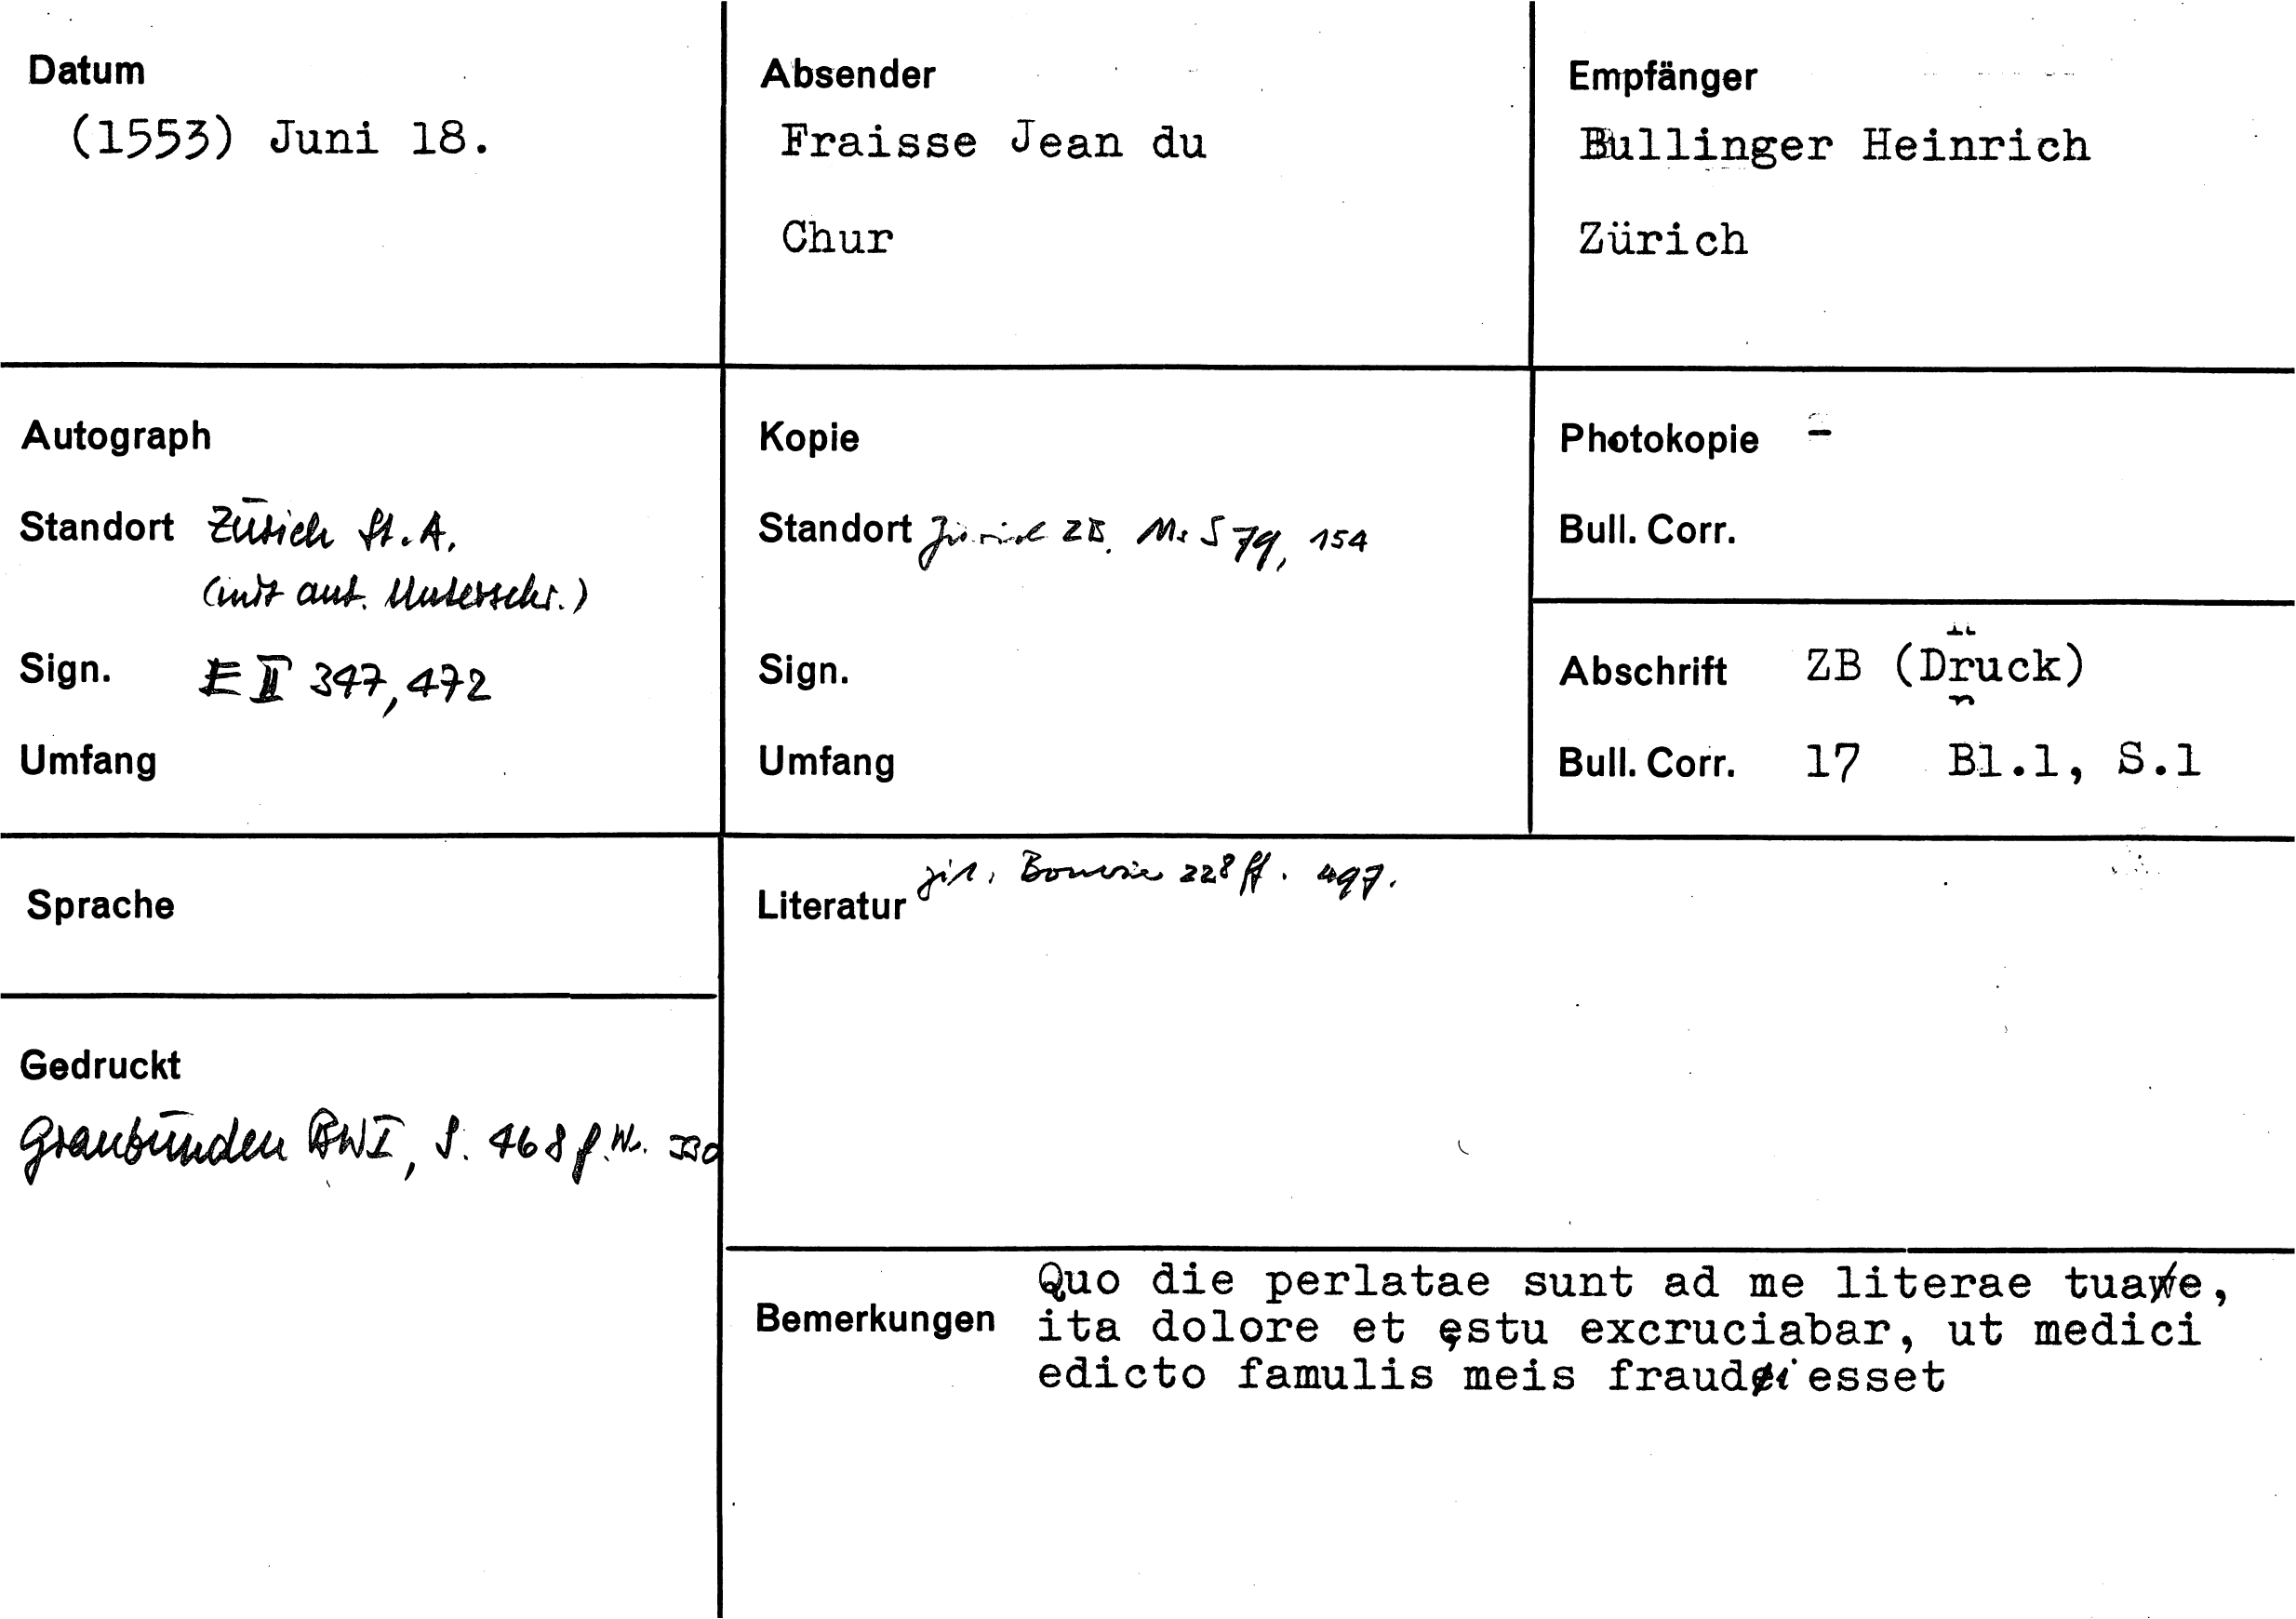 Datum
(1553) Juni 18.
Absender
Fraisse Jean du
Chur
Empfänger
Bullinger Heinrich
Zürich
Autograph
Standort Zürich St.A.
(mit aut. Unterschr.)
Sign. E II 347, 472
Umfang
Kopie
Standort Zürich ZB. Ms S 79, 154
Sign.
Umfang
Photokopie -
Bull. Corr.
Abschrift ZB (Druck)
Bull. Corr. 17 Bl.1, S.1
Sprache
Gedruckt
Graubünden BW I, S. 468 f. Nr. 330
Literatur zit. 228 ff. 497.
Bemerkungen
Quo die perlatae sunt ad me literae tuae,
ita dolore et ęstu excruciabar, ut medici
edicto famulis meis fraudi esset